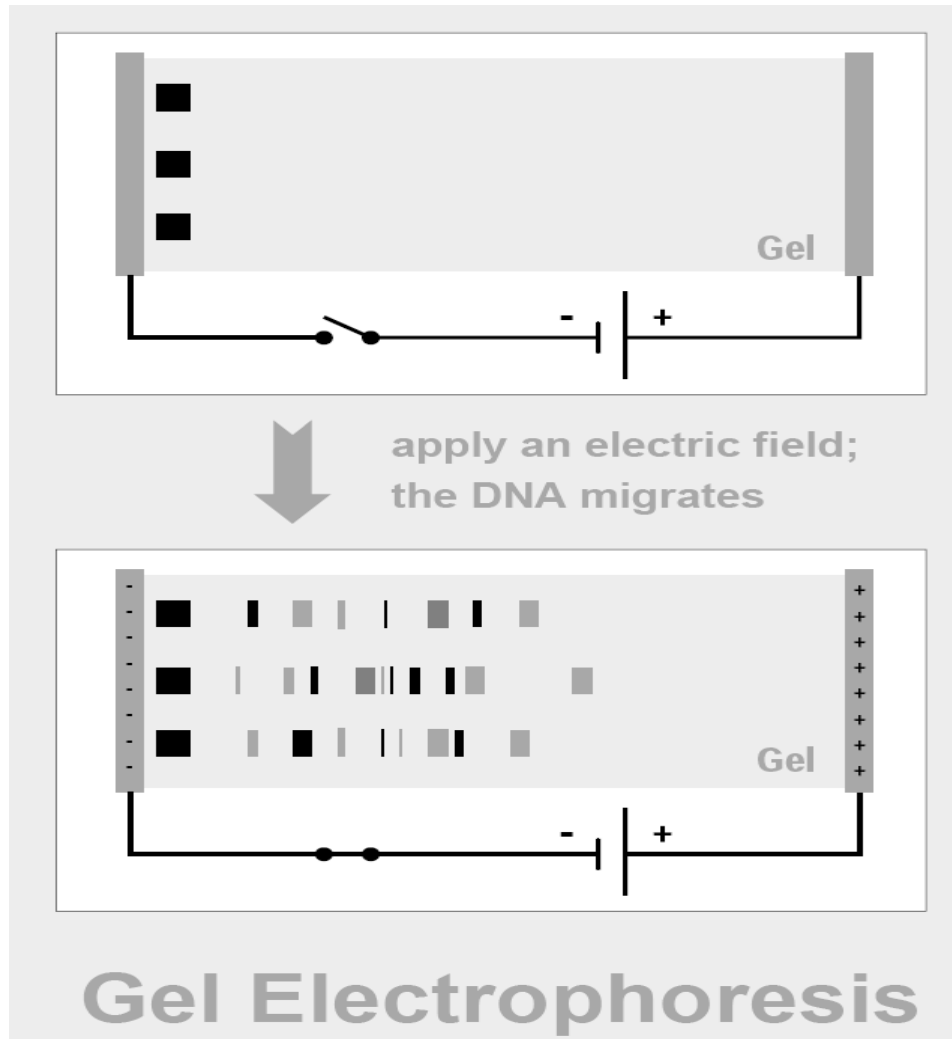 Gel
- +
apply an electric field;
the DNA migrates
- +
- +
- +
- +
- +
- +
- +
- +
Gel
- +
Gel Electrophoresis